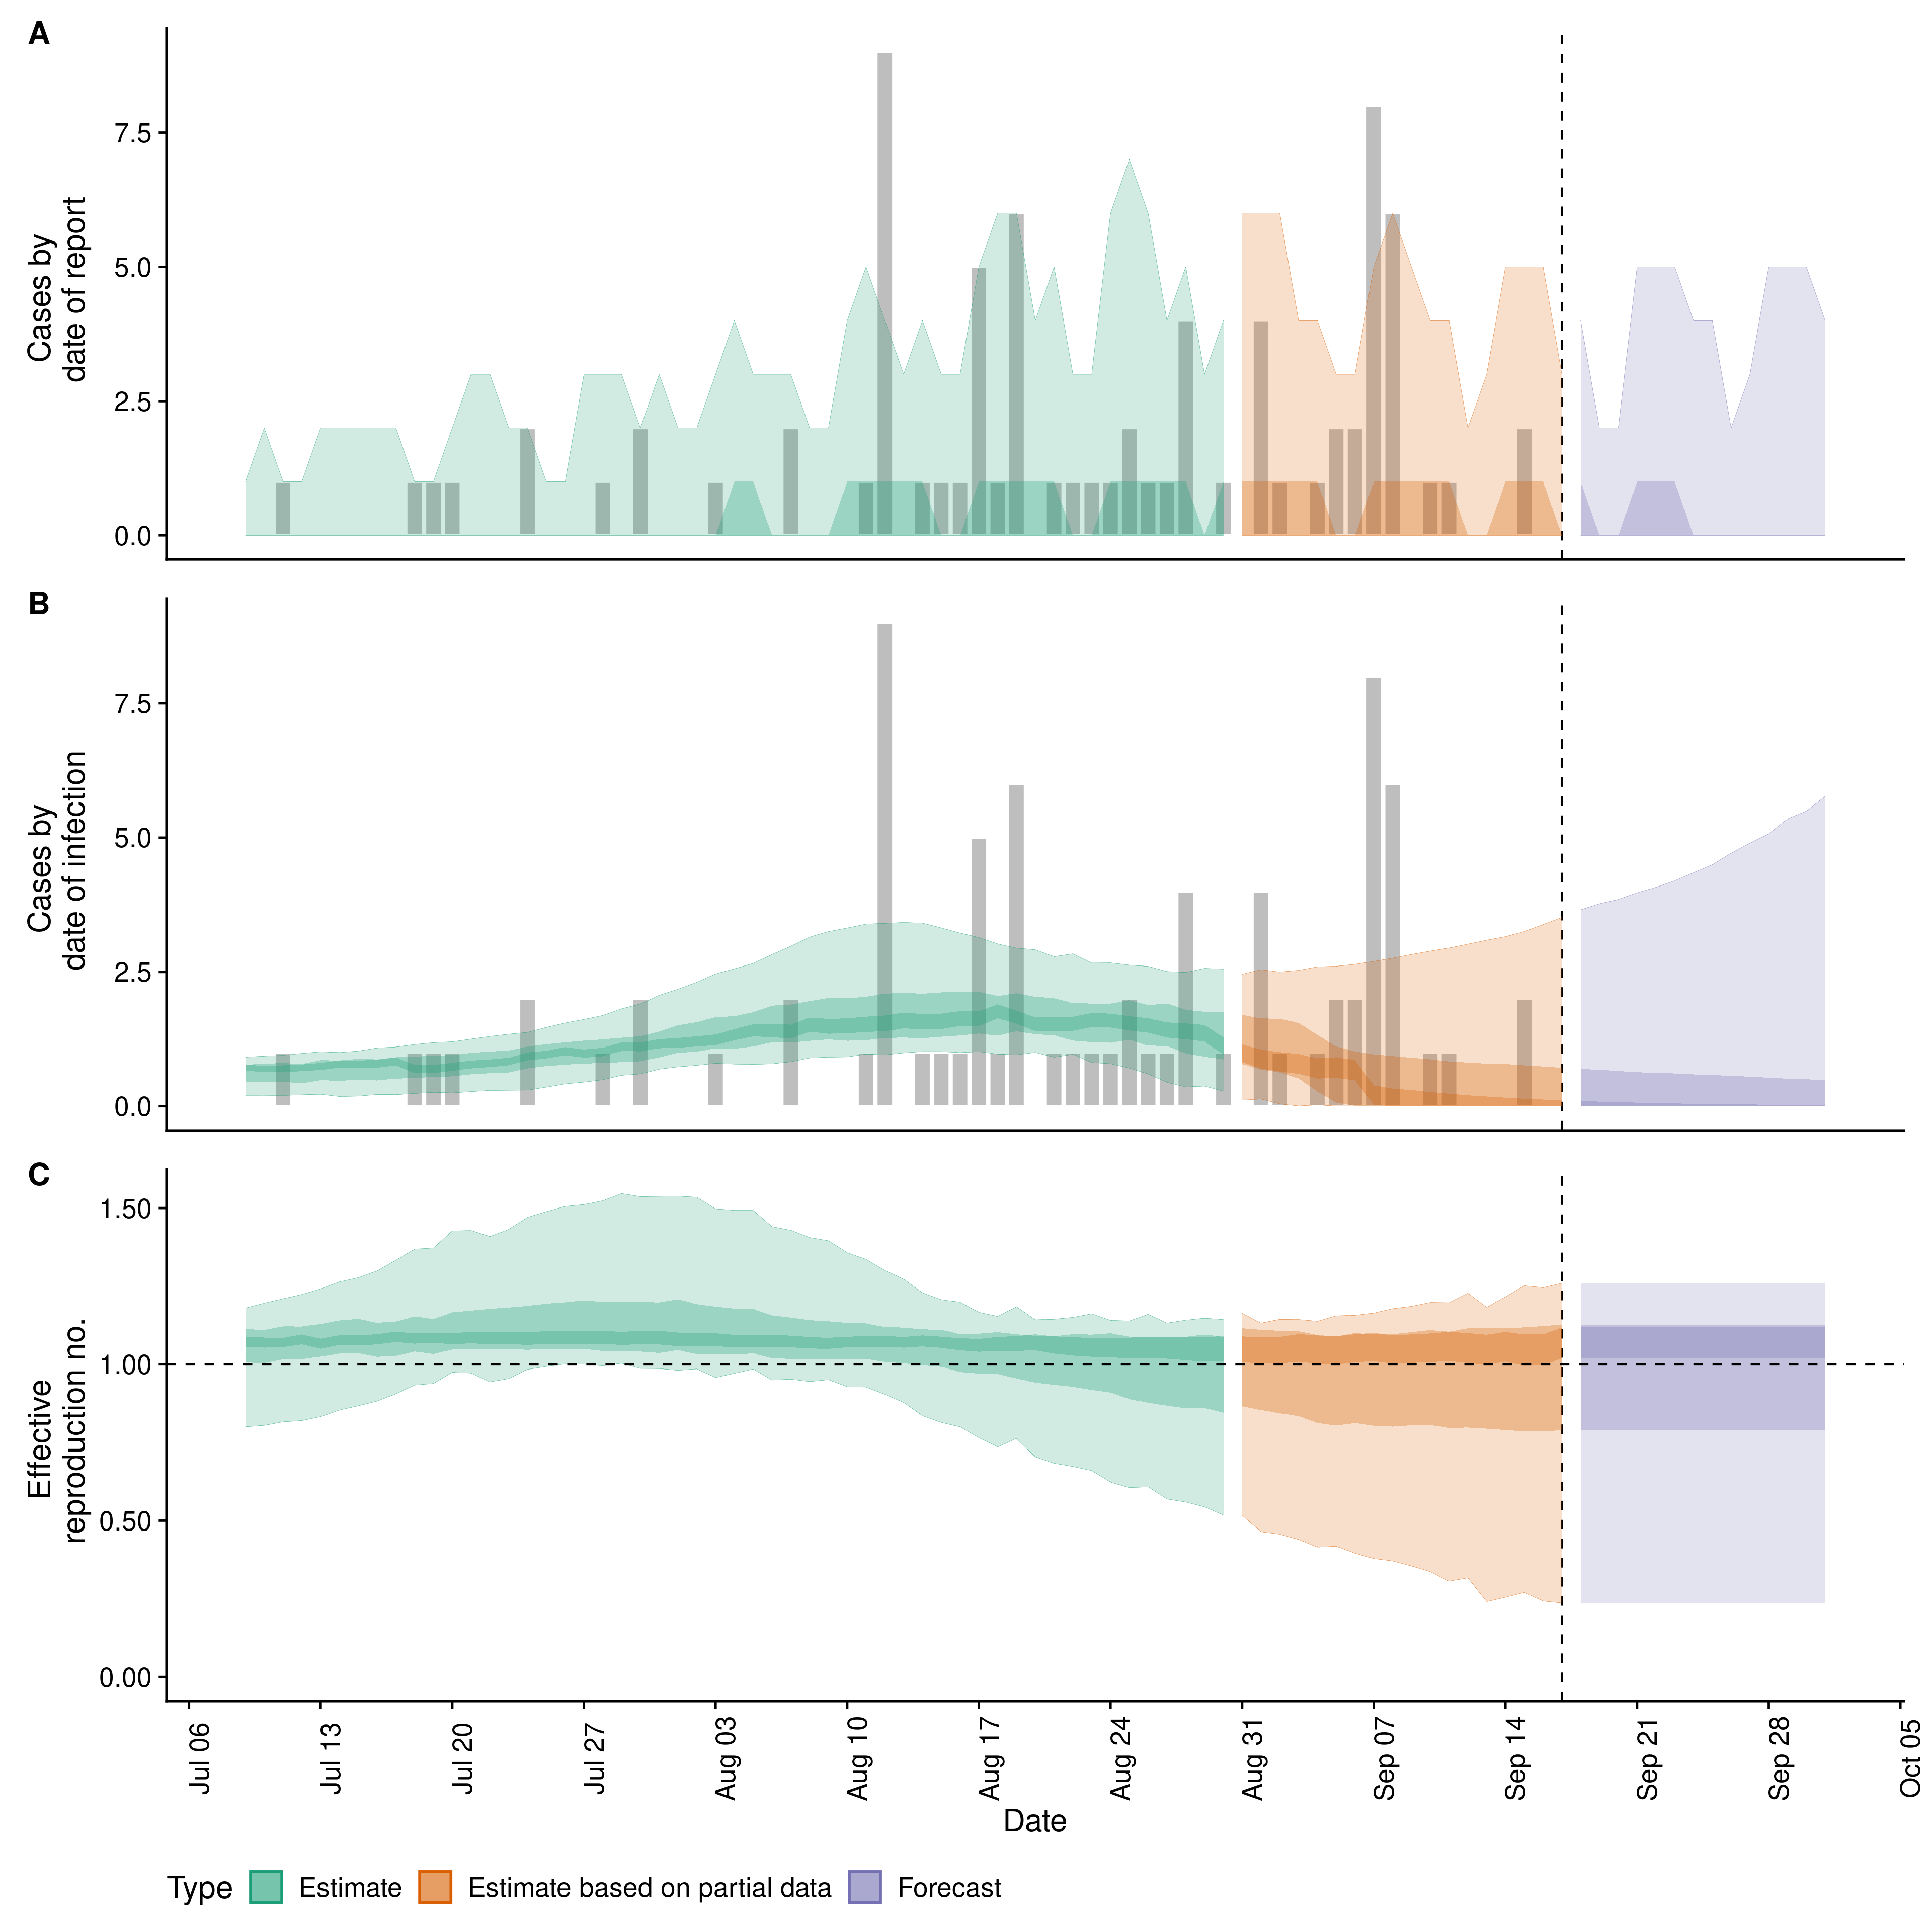 A
Cases by
date of report
7.5
5.0
2.5
0.0
B
Cases by
date of infection
7.5
5.0
2.5
0.0
C
Effective
reproduction no.
1.50
1.00
0.50
0.00
Jul 06
Jul 13
Jul 20
Jul 27
Aug 03
Aug 10
Aug 17
Aug 24
Aug 31
Sep 07
Sep 14
Sep 21
Sep 28
Oct 05
Date
Type Estimate Estimate based on partial data Forecast